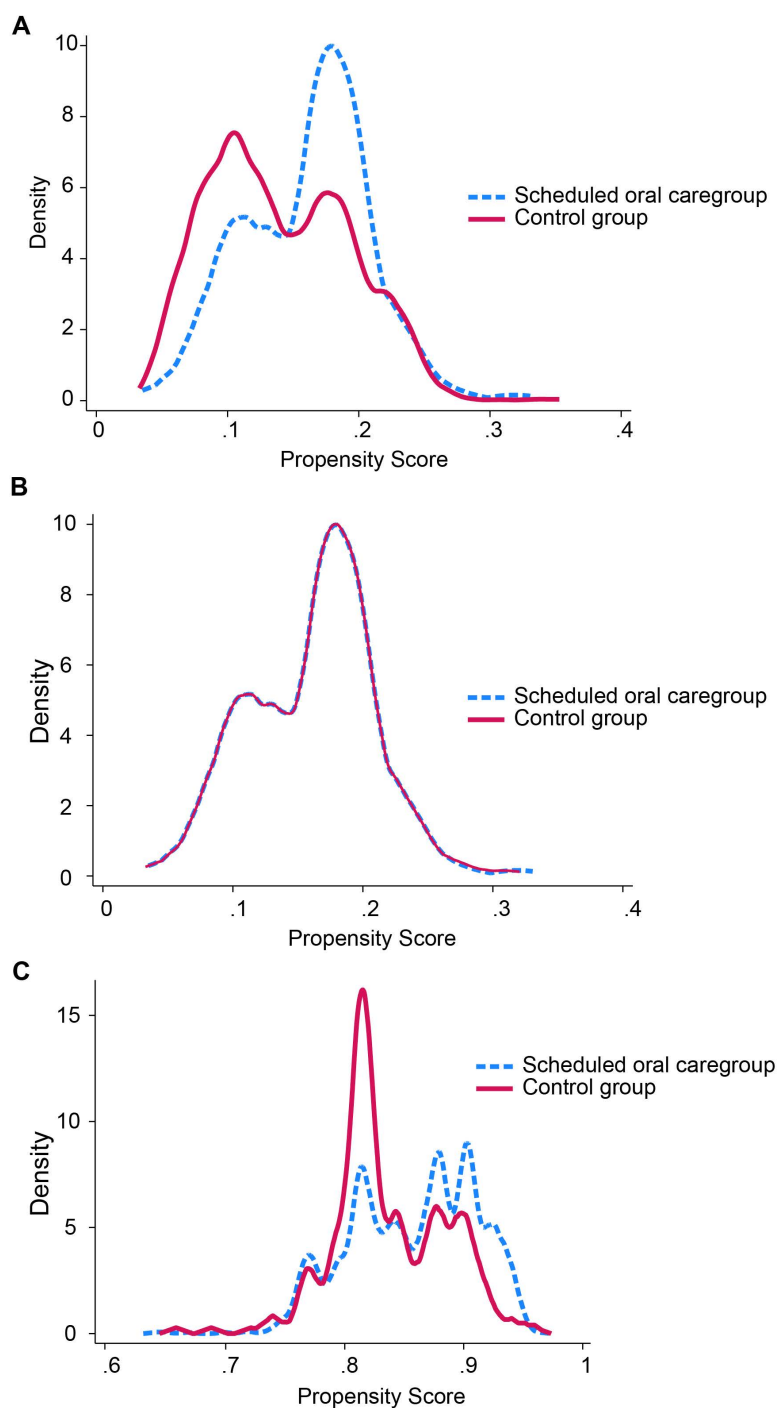 A
10
8
6
4
2
0
Density
Scheduled oral caregroup
Control group
0 .1 .2 .3 .4
Propensity Score
B
10
8
6
4
2
0
Density
Scheduled oral caregroup
Control group
0 .1 .2 .3 .4
Propensity Score
C
15
10
5
0
Density
Scheduled oral caregroup
Control group
.6 .7 .8 .9 1
Propensity Score